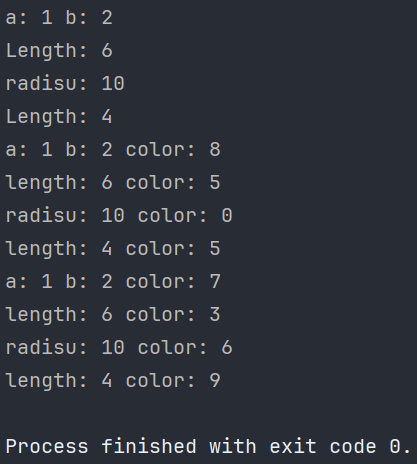 a: 1 b: 2
Length: 6
radisu: 10
Length: 4
a: 1 b: 2 color: 8
length: 6 color: 5
radisu: 10 color: 0
length: 4 color: 5
a: 1 b: 2 color: 7
length: 6 color: 3
radisu: 10 color: 6
length: 4 color: 9
Process finished with exit code 0.